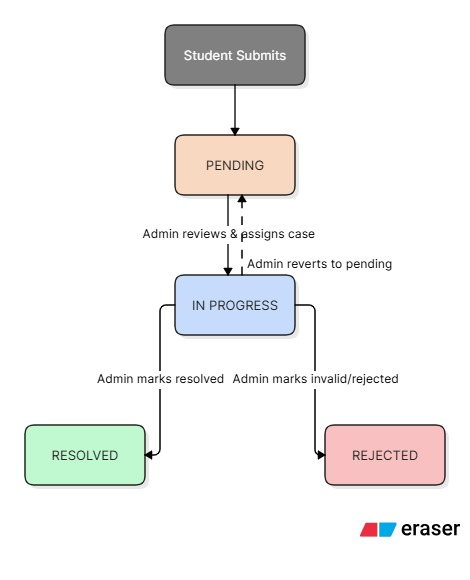 Student Submits
PENDING
Admin reviews & assigns case
Admin reverts to pending
IN PROGRESS
Admin marks resolved
Admin marks invalid/rejected
RESOLVED
REJECTED
eraser